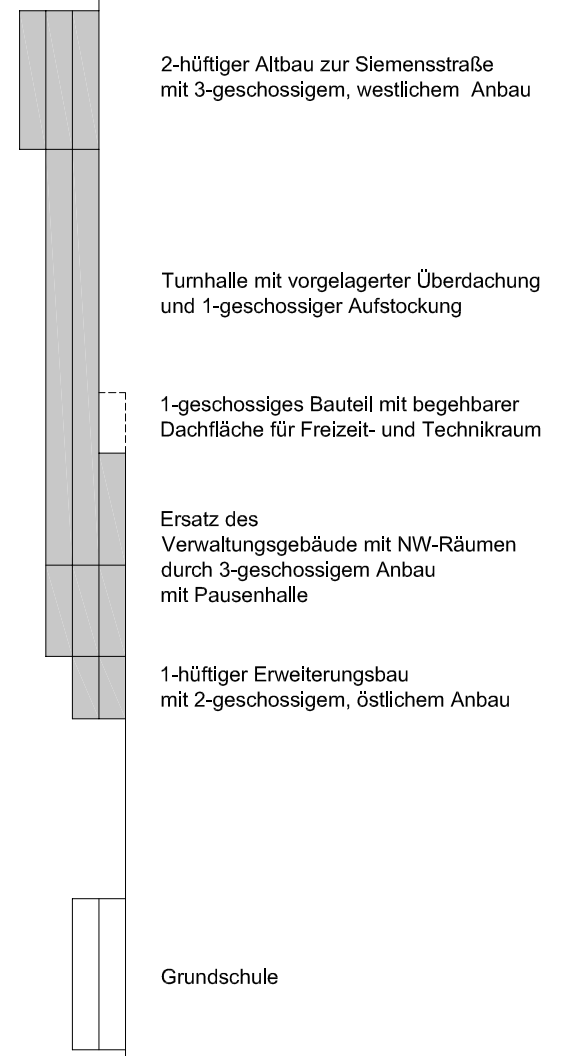 2-hüftiger Altbau zur Siemensstraße
mit 3-geschossigem, westlichem Anbau
Turnhalle mit vorgelagerter Überdachung
und 1-geschossiger Aufstockung
1-geschossiges Bauteil mit begehbarer
Dachfläche für Freizeit- und Technikraum
Ersatz des
Verwaltungsgebäude mit NW-Räumen
durch 3-geschossigem Anbau
mit Pausenhalle
1-hüftiger Erweiterungsbau
mit 2-geschossigem, östlichem Anbau
Grundschule